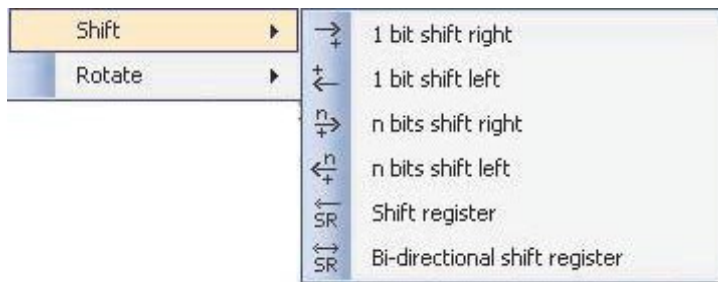 Shift
Rotate
1 bit shift right
1 bit shift left
n bits shift right
n bits shift left
SR Shift register
SR Bi-directional shift register